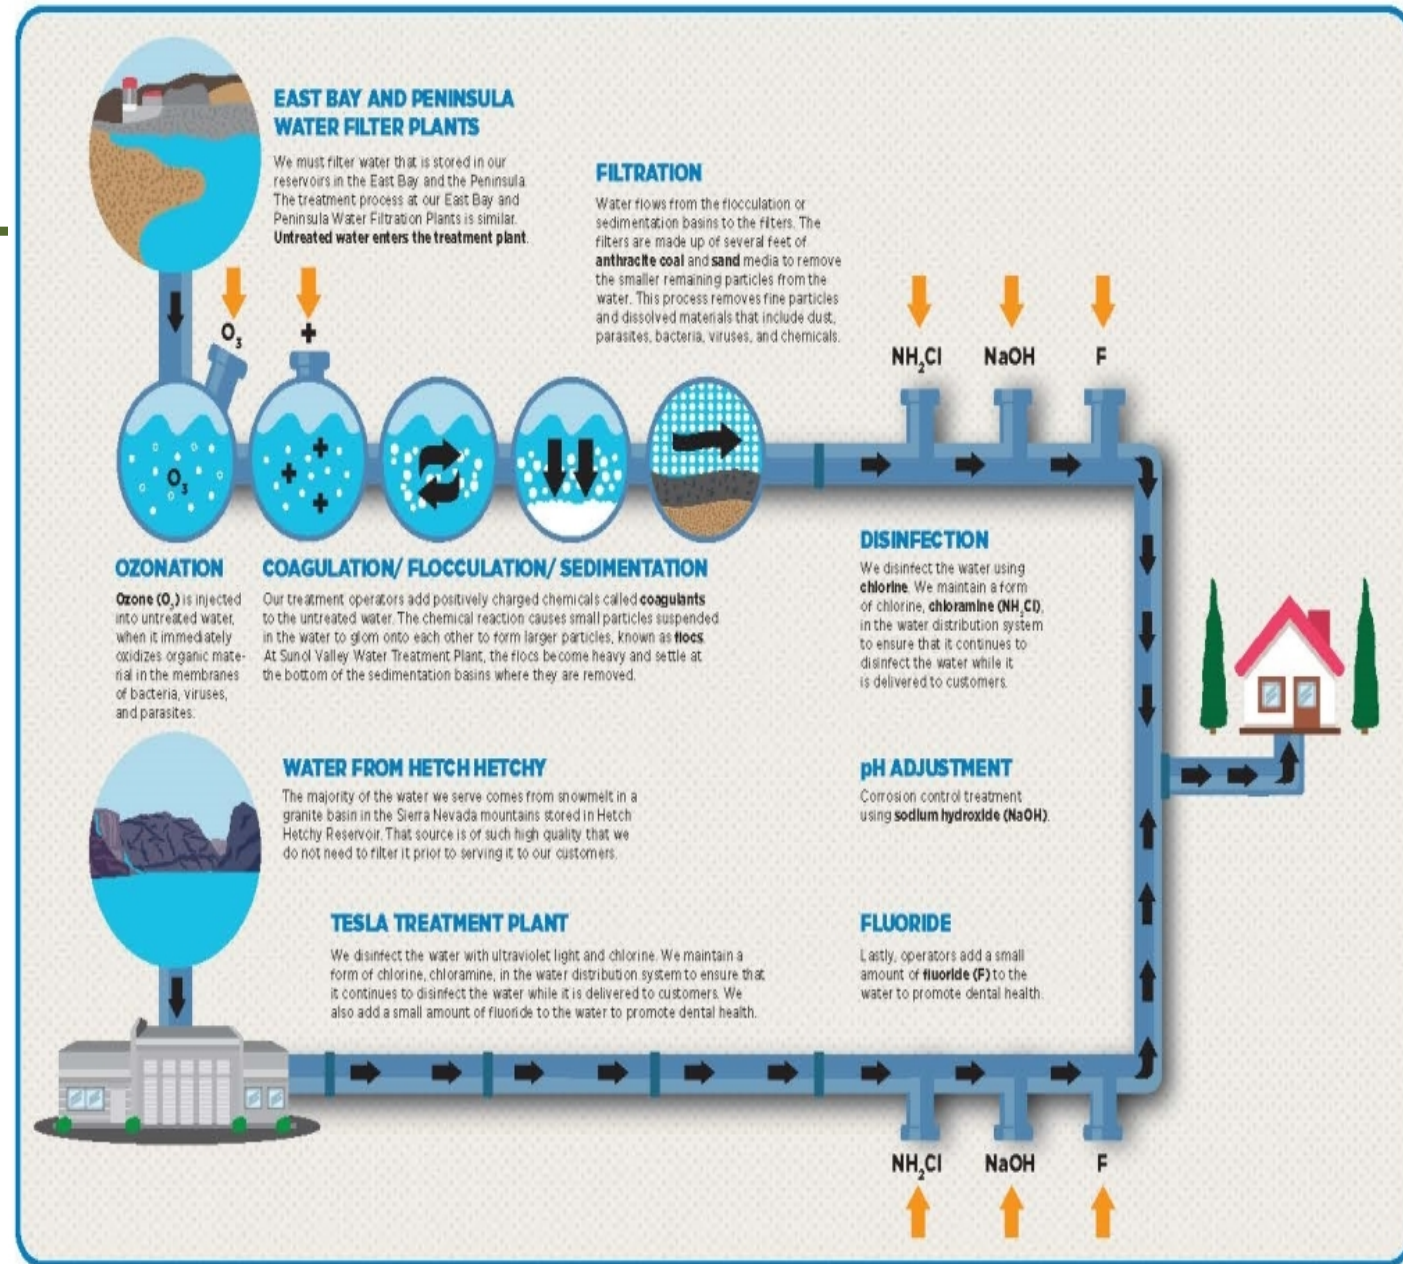 EAST BAY AND PENINSULA
WATER FILTER PLANTS
We must filter water that is stored in our
reservoirs in the East Bay and the Peninsula.
The treatment process at our East Bay and
Peninsula Water Filtration Plants is similar.
Untreated water enters the treatment plant.
FILTRATION
Water flows from the flocculation or
sedimentation basins to the filters. The
filters are made up of several feet of
anthracite coal and sand media to remove
the smaller remaining particles from the
water. This process removes fine particles
and dissolved materials that include dust,
parasites, bacteria, viruses, and chemicals.
O₃
+
NH₂Cl
NaOH
F
O₃
+
+
+
OZONATION
Ozone (O₃) is injected
into untreated water,
when it immediately
oxidizes organic mate-
rial in the membranes
of bacteria, viruses,
and parasites.
COAGULATION/ FLOCCULATION/ SEDIMENTATION
Our treatment operators add positively charged chemicals called coagulants
to the untreated water. The chemical reaction causes small particles suspended
in the water to glom onto each other to form larger particles, known as flocs.
At Sunol Valley Water Treatment Plant, the flocs become heavy and settle at
the bottom of the sedimentation basins where they are removed.
DISINFECTION
We disinfect the water using
chlorine. We maintain a form
of chlorine, chloramine (NH₂Cl),
in the water distribution system
to ensure that it continues to
disinfect the water while it
is delivered to customers.
WATER FROM HETCH HETCHY
The majority of the water we serve comes from snowmelt in a
granite basin in the Sierra Nevada mountains stored in Hetch
Hetchy Reservoir. That source is of such high quality that we
do not need to filter it prior to serving it to our customers.
pH ADJUSTMENT
Corrosion control treatment
using sodium hydroxide (NaOH).
TESLA TREATMENT PLANT
We disinfect the water with ultraviolet light and chlorine. We maintain a
form of chlorine, chloramine, in the water distribution system to ensure that
it continues to disinfect the water while it is delivered to customers. We
also add a small amount of fluoride to the water to promote dental health.
FLUORIDE
Lastly, operators add a small
amount of fluoride (F) to the
water to promote dental health.
NH₂Cl
NaOH
F